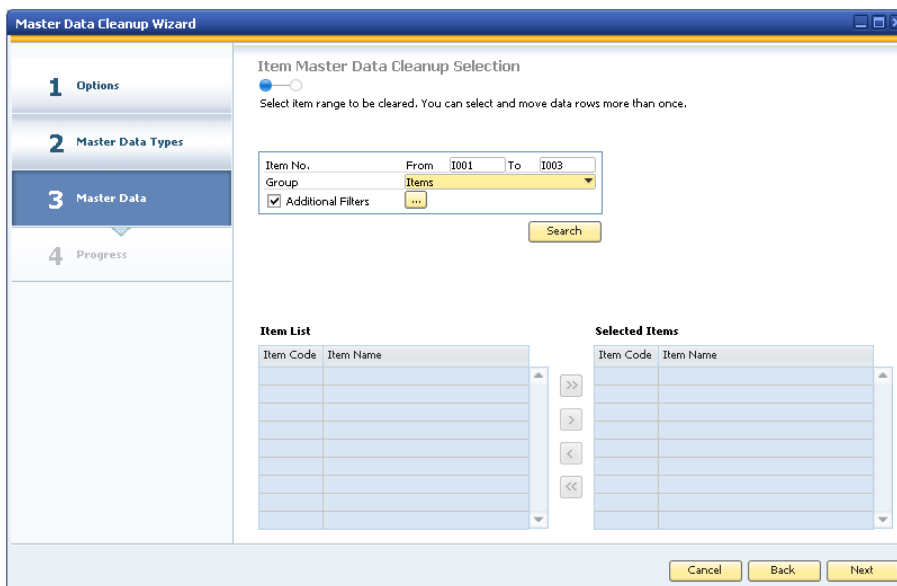 Master Data Cleanup Wizard
1 Options
2 Master Data Types
3 Master Data
4 Progress
Item Master Data Cleanup Selection
Select item range to be cleared. You can select and move data rows more than once.
Item No. From I001 To I003
Group Items
Additional Filters ...
Search
Item List
Item Code Item Name
>>
>
<
<<
Selected Items
Item Code Item Name
Cancel Back Next